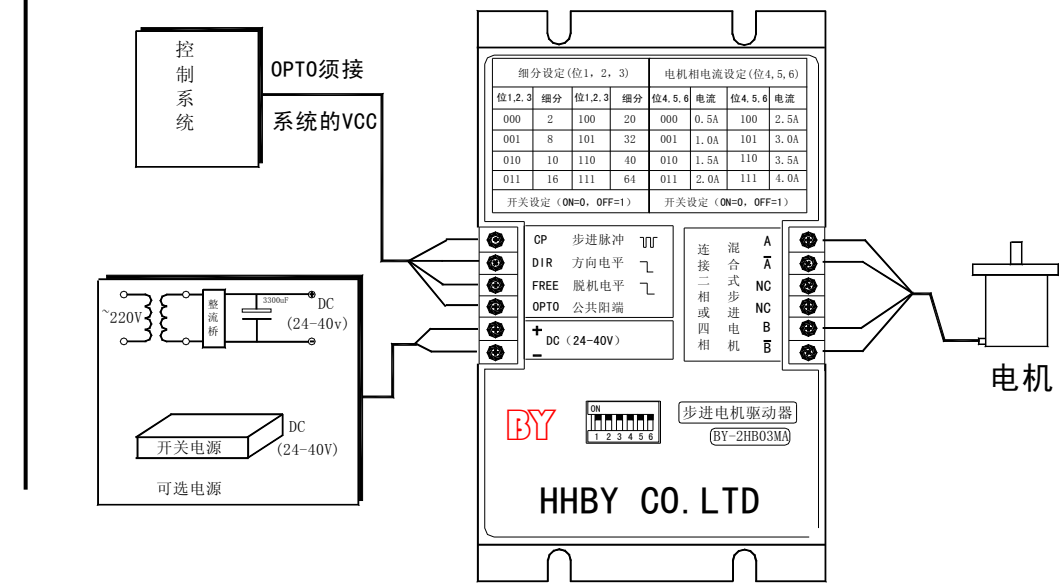 控制系统
OPTO须接
系统的VCC
细分设定(位1, 2, 3) 电机相电流设定(位4,5,6)
位1,2,3 细分 位1,2,3 细分 位4,5,6 电流 位4,5,6 电流
000 2 100 20 000 0.5A 100 2.5A
001 8 101 32 001 1.0A 101 3.0A
010 10 110 40 010 1.5A 110 3.5A
011 16 111 64 011 2.0A 111 4.0A
开关设定(ON=0, OFF=1) 开关设定(ON=0, OFF=1)
CP 步进脉冲
DIR 方向电平
FREE 脱机电平
OPTO 公共阳端
+
DC(24-40V)
-
连接二相或四相
混合式步进电机
A
A̅
NC
NC
B
B̅
电机
~220V
整流桥
3300uF
+
DC
(24-40v)
-
开关电源
DC
(24-40V)
可选电源
BY
ON
1 2 3 4 5 6
步进电机驱动器
BY-2HB03MA
HHBY CO.LTD